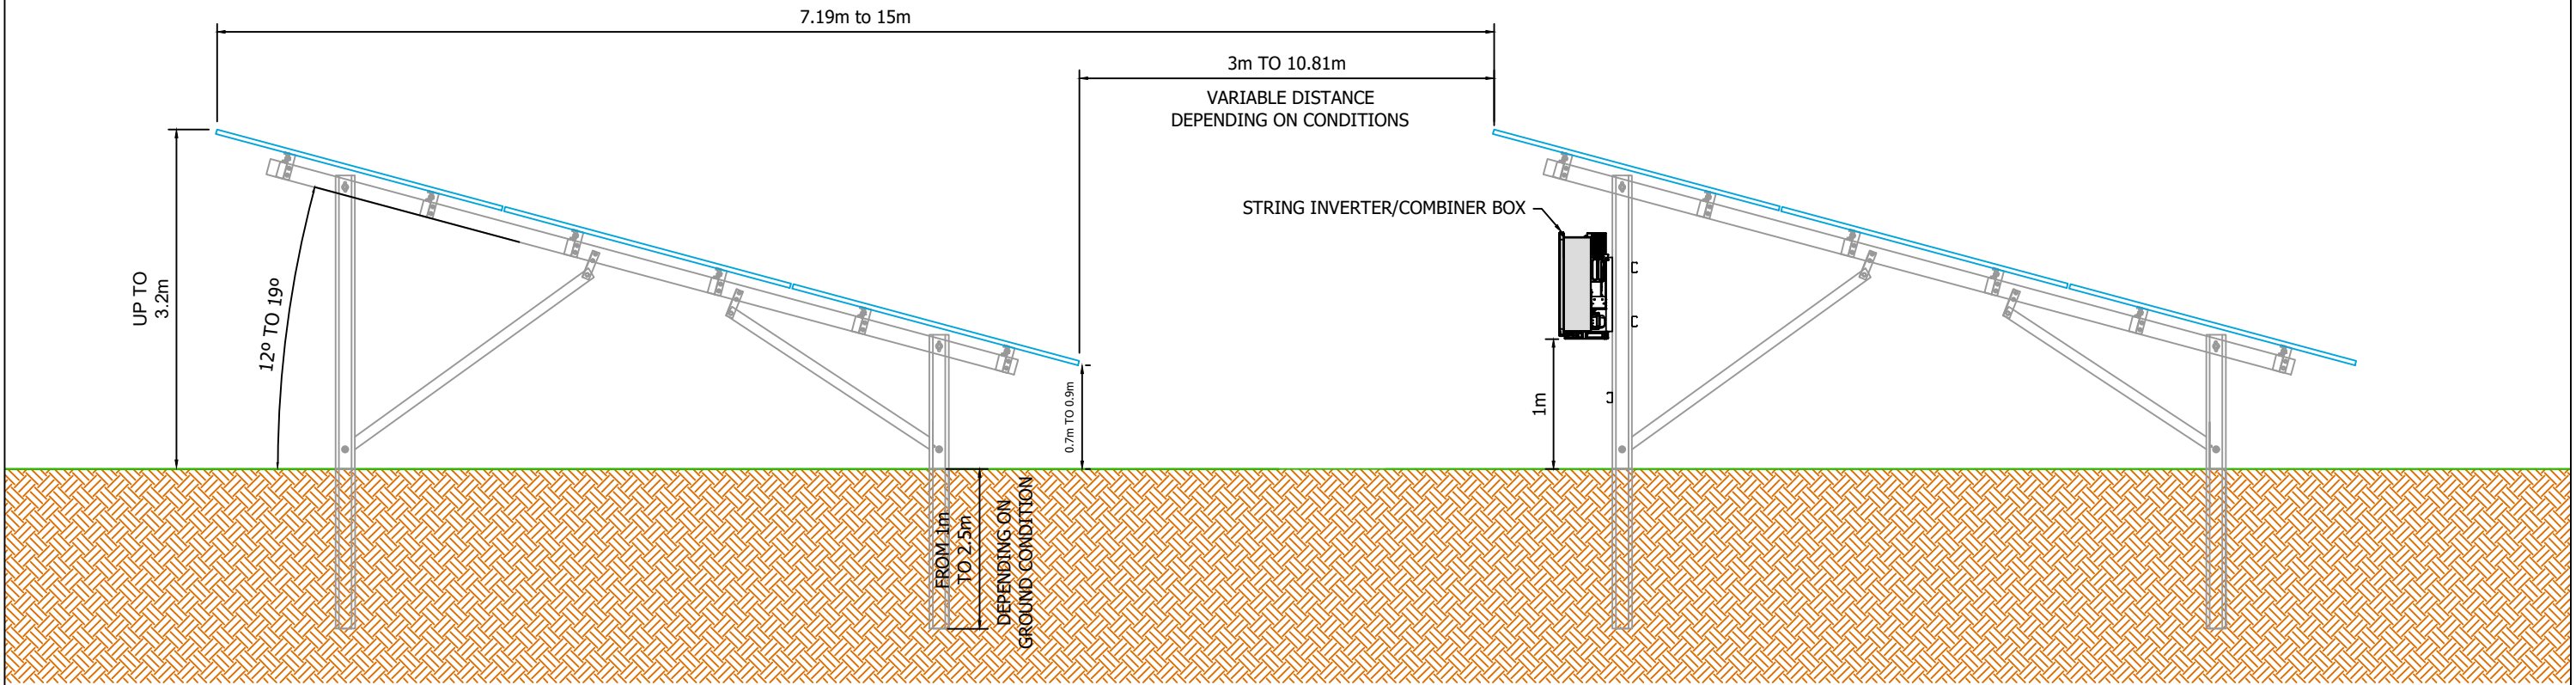 7.19m to 15m
3m TO 10.81m
VARIABLE DISTANCE
DEPENDING ON CONDITIONS
STRING INVERTER/COMBINER BOX
UP TO
3.2m
12º TO 19º
0.7m TO 0.9m
1m
FROM 1m
TO 2.5m
DEPENDING ON
GROUND CONDITION